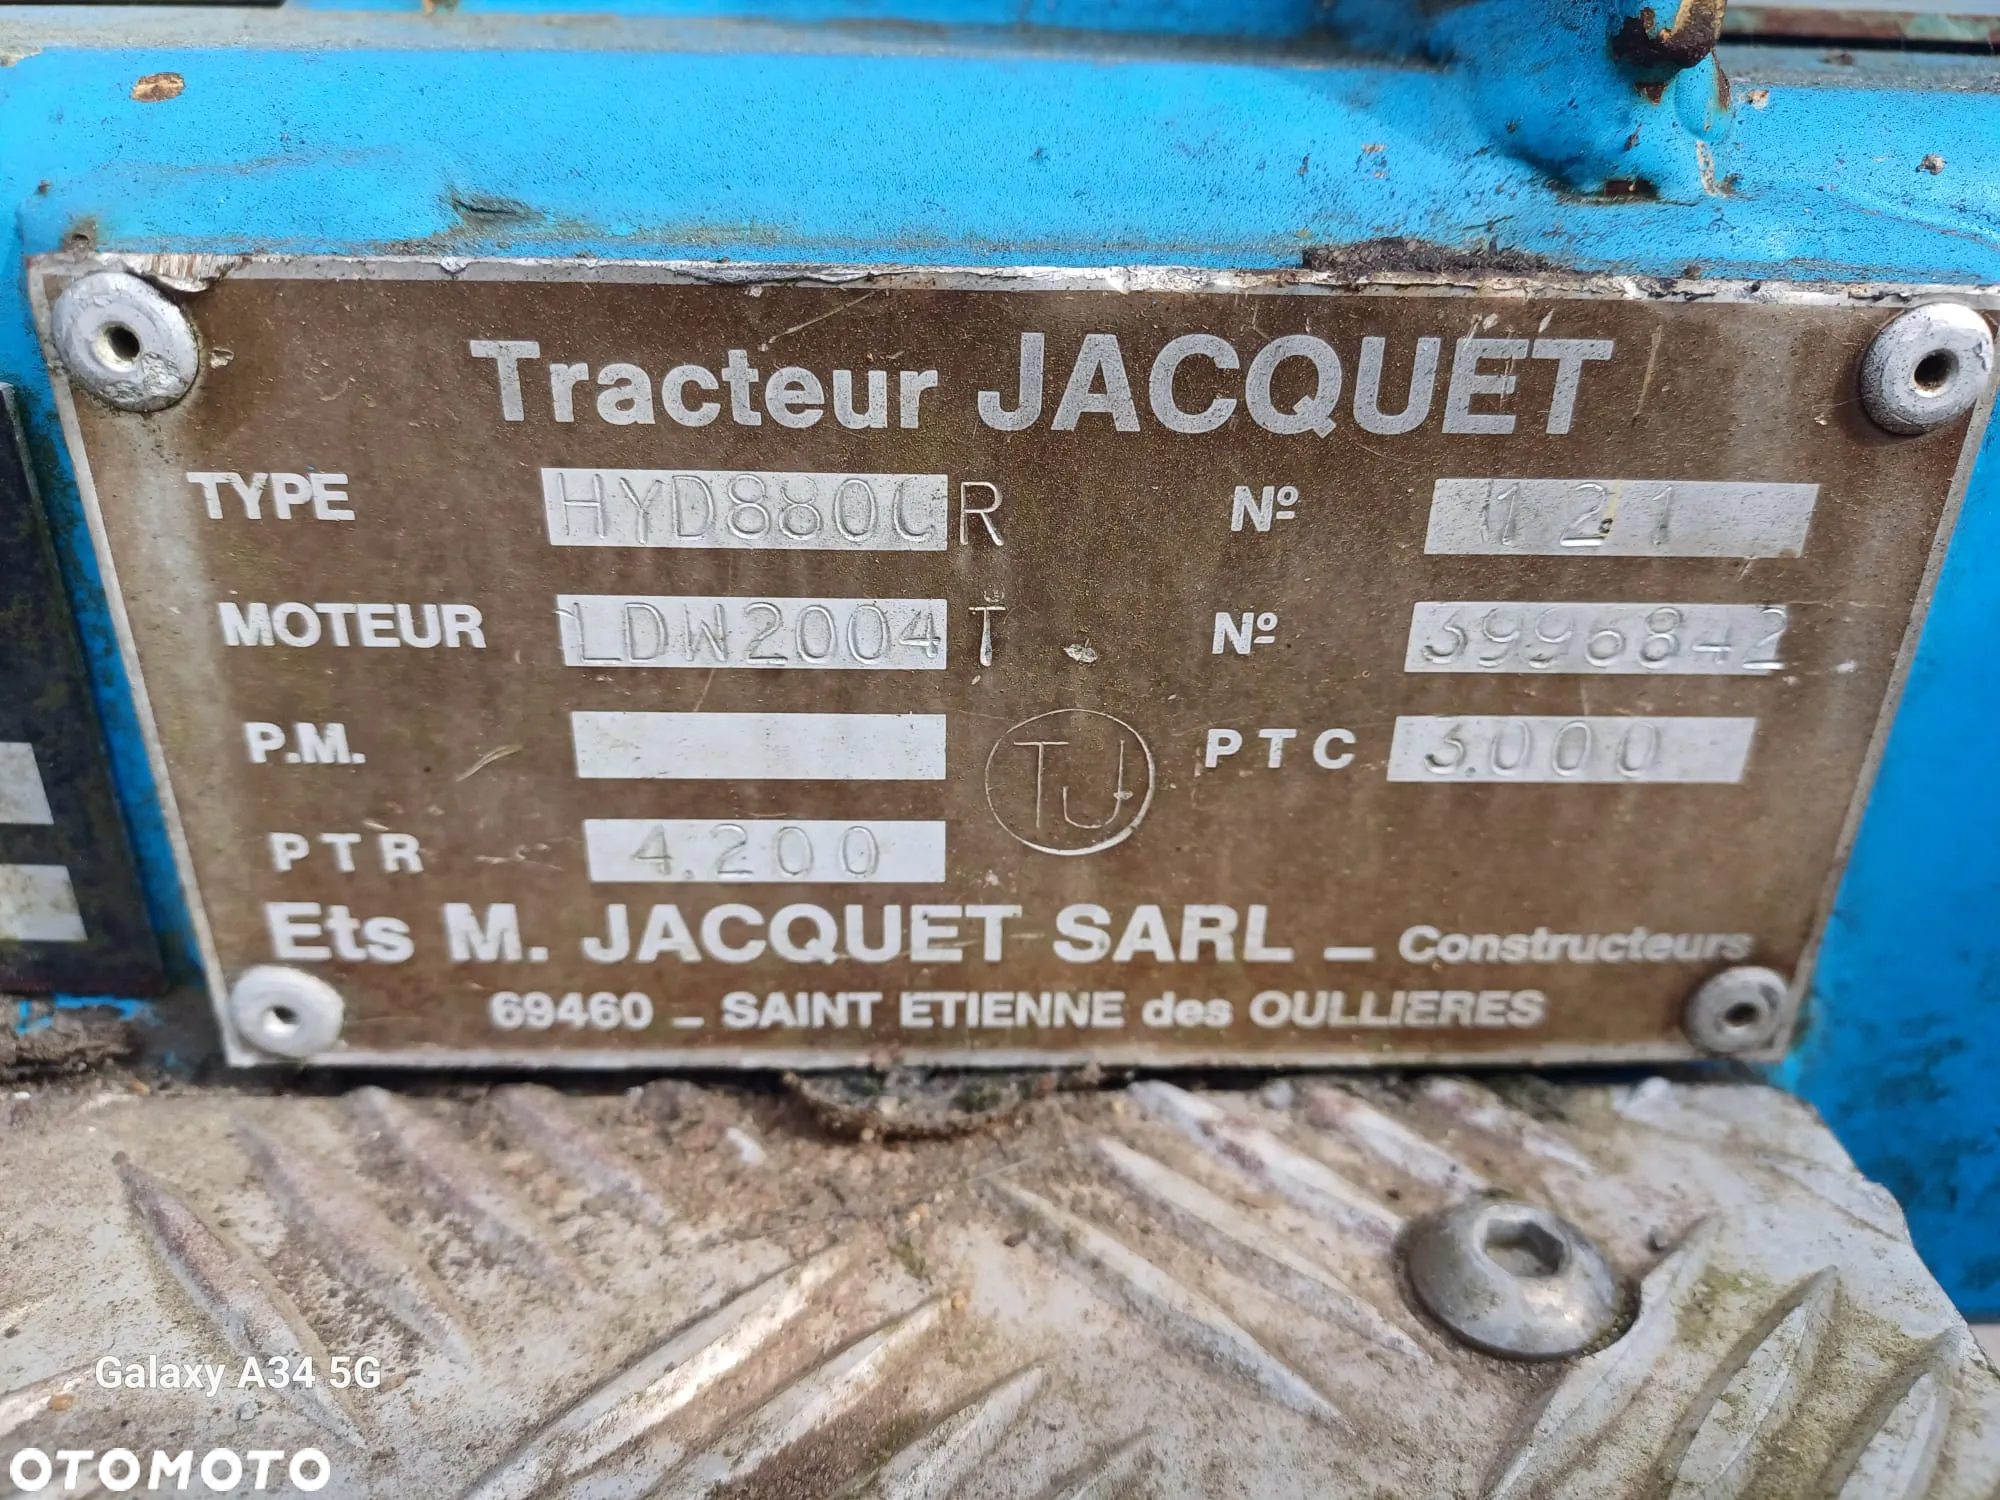 Tracteur JACQUET
TYPE HYD880CR Nº 121
MOTEUR LDW2004T Nº 3996842
P.M. TJ PTC 3.000
PTR 4.200
Ets M. JACQUET SARL – Constructeurs
69460 – SAINT ETIENNE des OULLIERES
Galaxy A34 5G
OTOMOTO